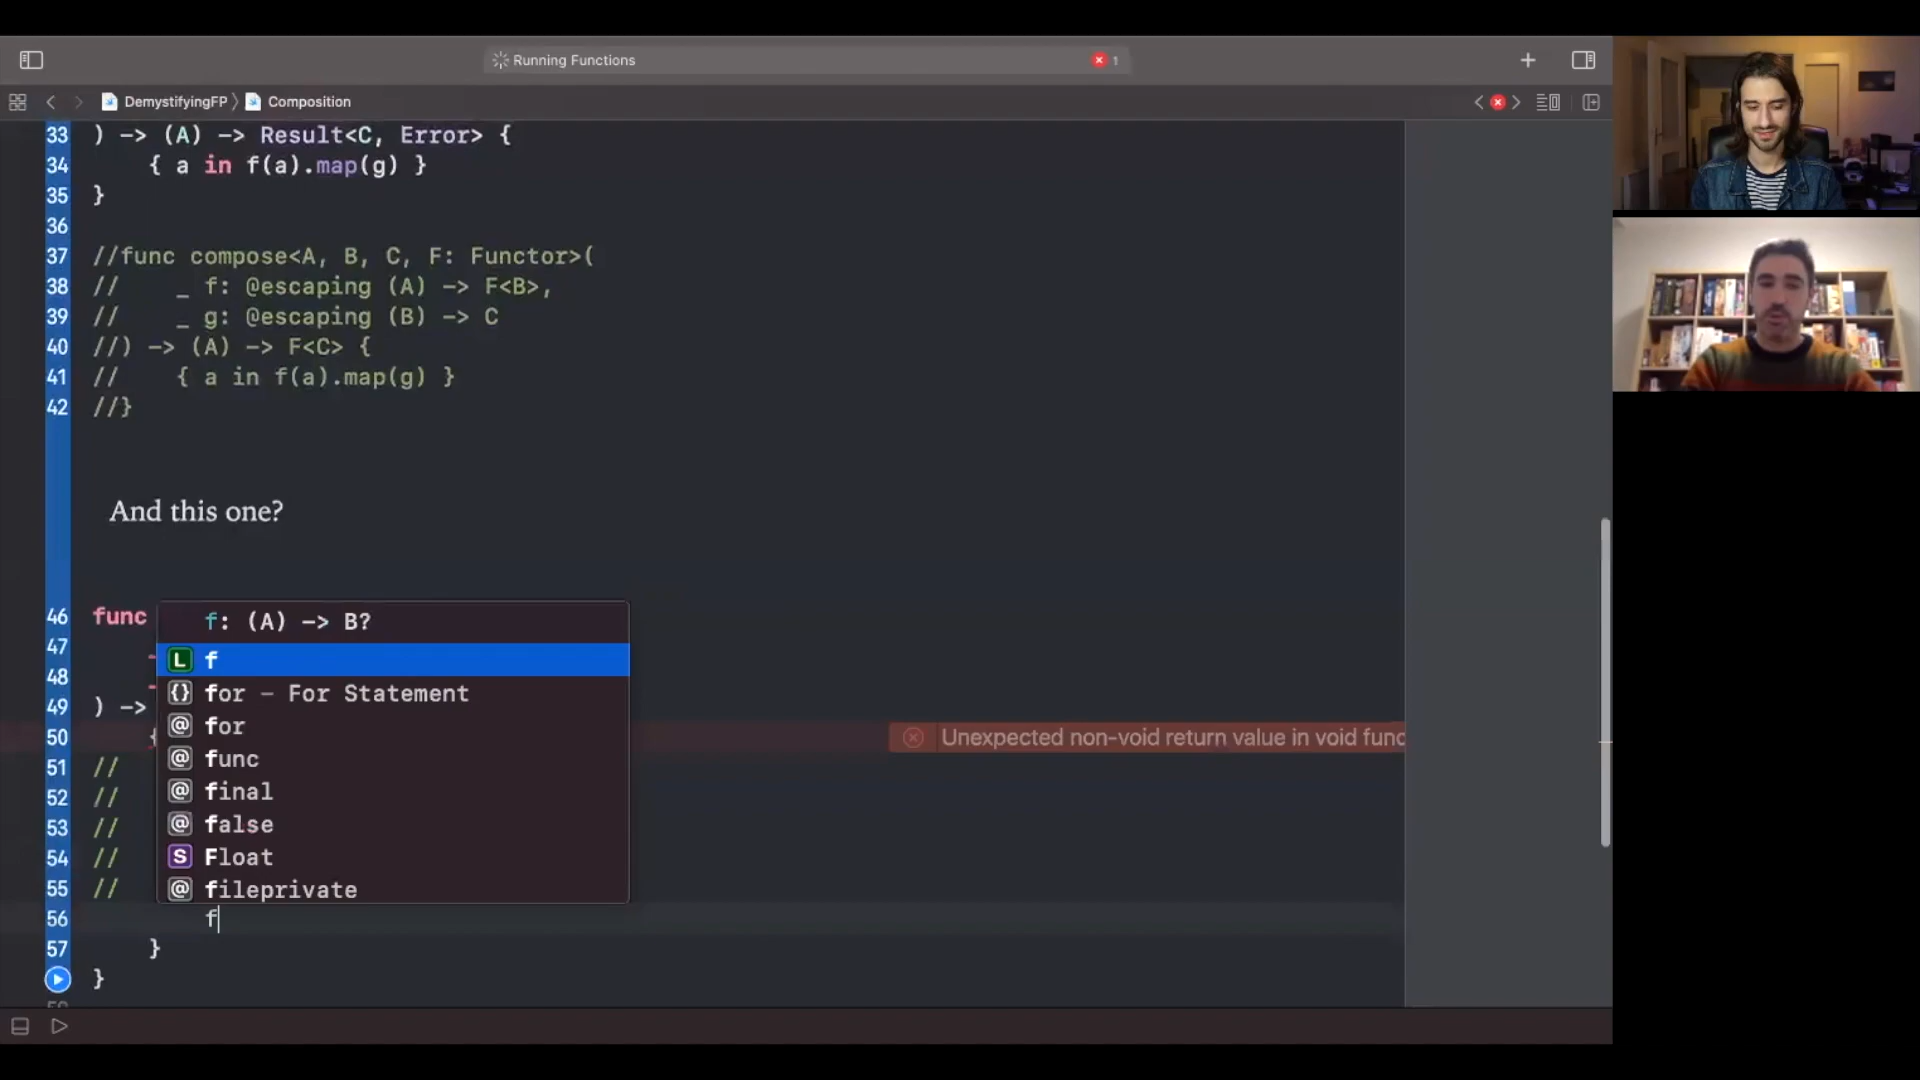 Running Functions
1
DemystifyingFP
Composition
33 ) -> (A) -> Result<C, Error> {
34 { a in f(a).map(g) }
35 }
36
37 //func compose<A, B, C, F: Functor>(
38 // _ f: @escaping (A) -> F<B>,
39 // _ g: @escaping (B) -> C
40 //) -> (A) -> F<C> {
41 // { a in f(a).map(g) }
42 //}
And this one?
46 func
f: (A) -> B?
47
f
48
for – For Statement
49 ) ->
for
50 {
Unexpected non-void return value in void func
func
51 //
final
52 //
53 //
false
54 //
Float
55 //
fileprivate
56 f
57 }
}